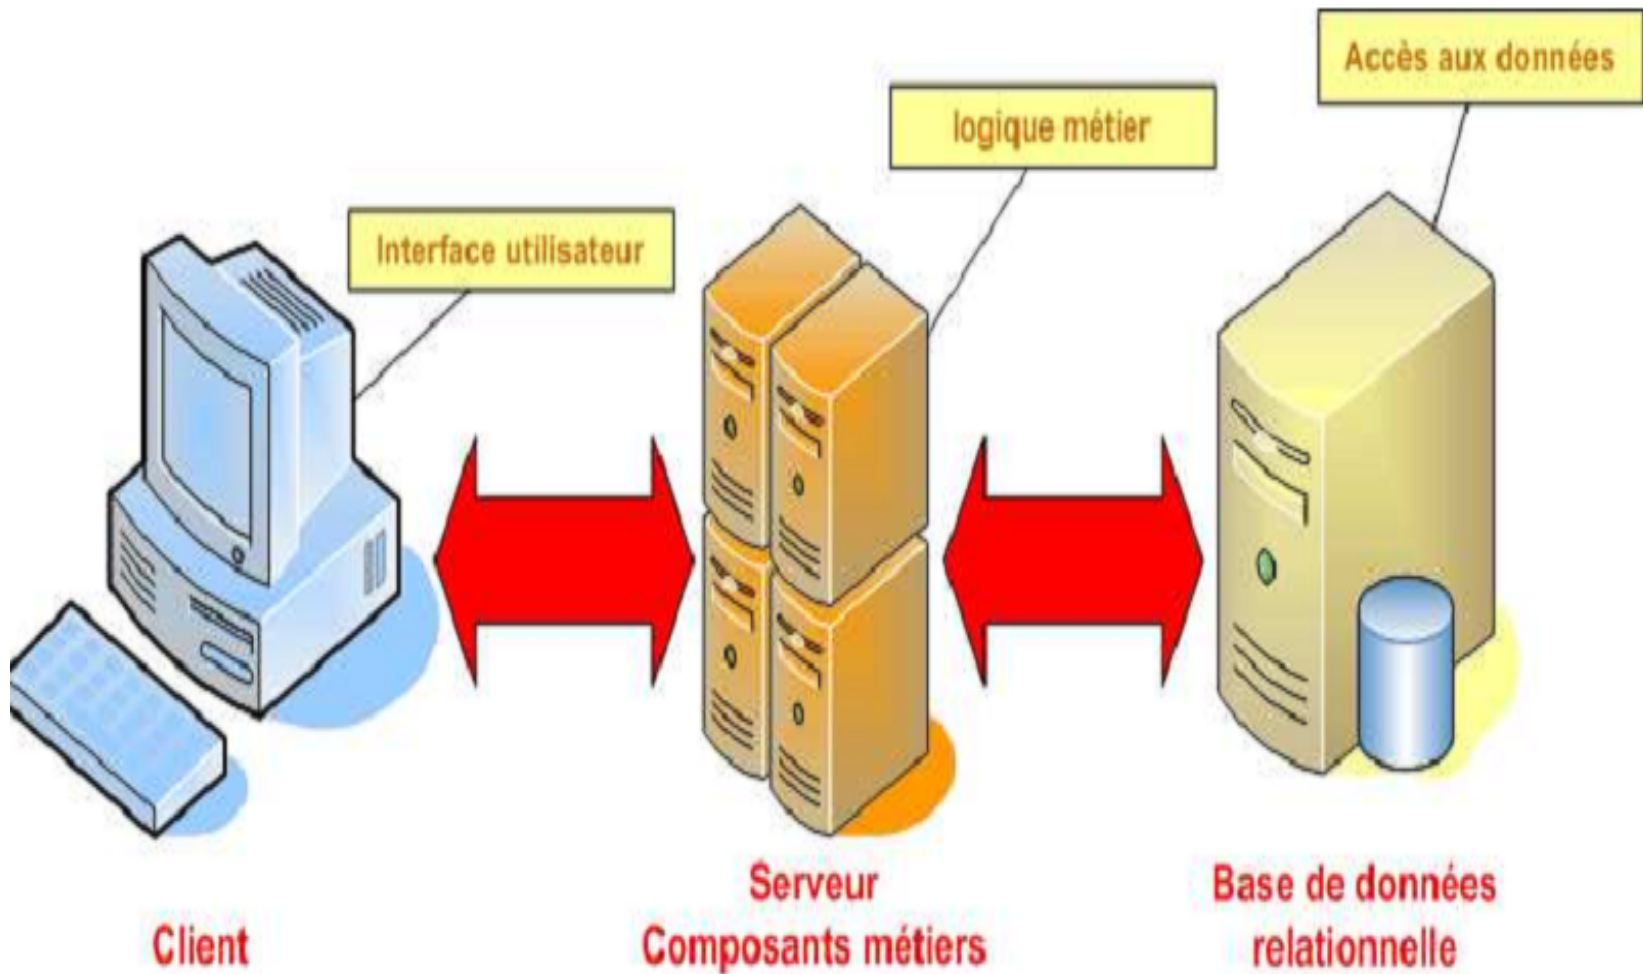 Accès aux données
logique métier
Interface utilisateur
Client
Serveur
Composants métiers
Base de données
relationnelle